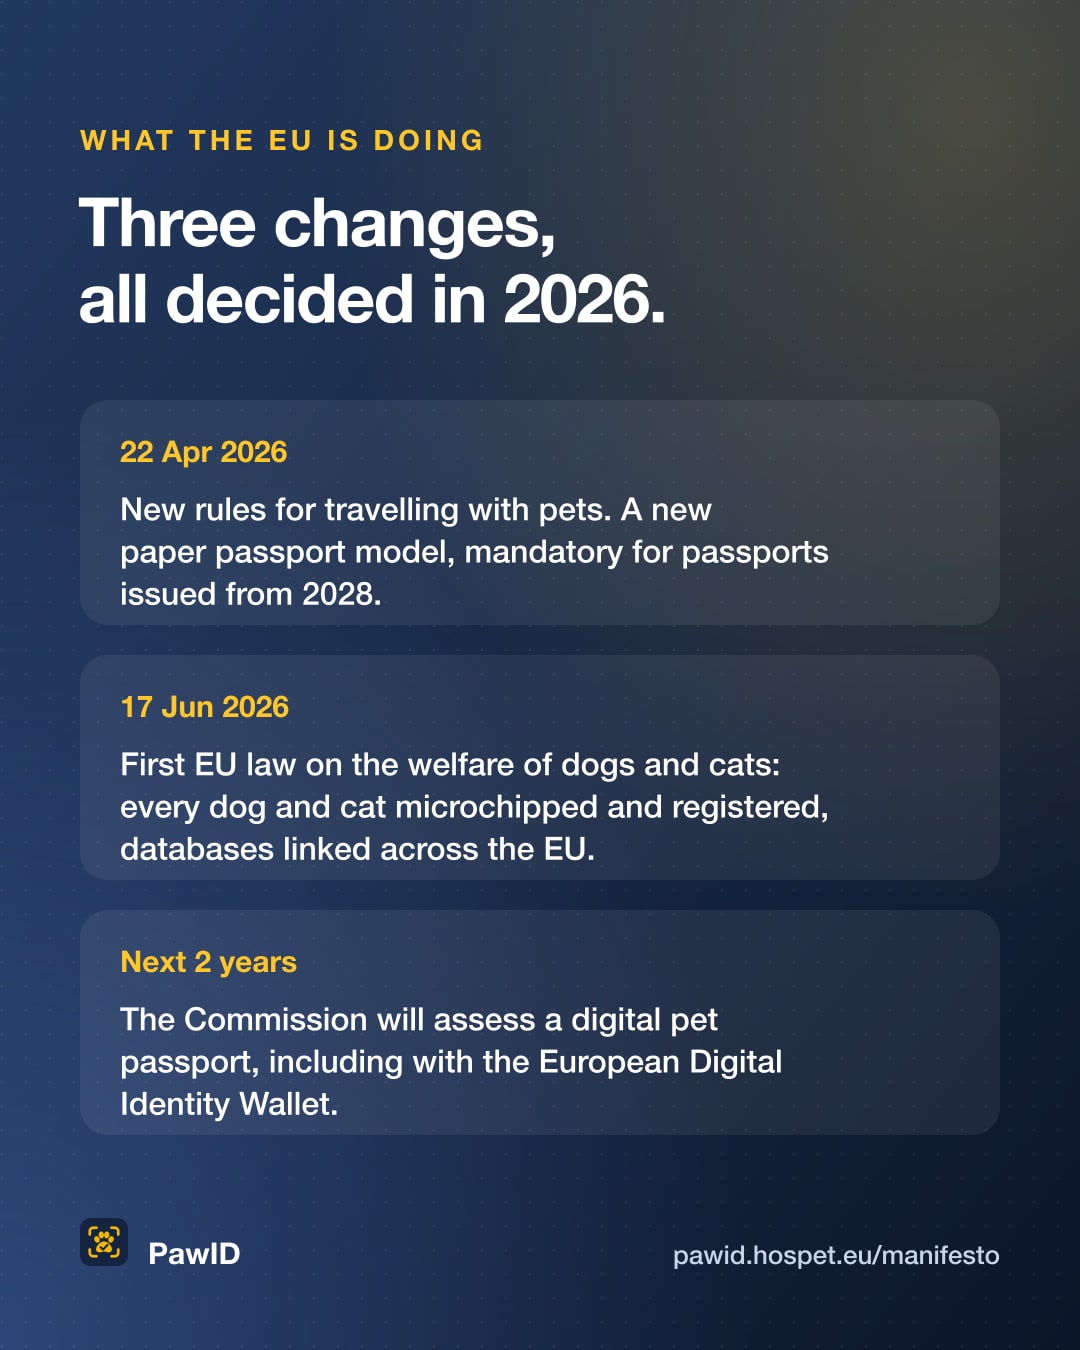 WHAT THE EU IS DOING
Three changes,
all decided in 2026.
22 Apr 2026
New rules for travelling with pets. A new
paper passport model, mandatory for passports
issued from 2028.
17 Jun 2026
First EU law on the welfare of dogs and cats:
every dog and cat microchipped and registered,
databases linked across the EU.
Next 2 years
The Commission will assess a digital pet
passport, including with the European Digital
Identity Wallet.
PawID
pawid.hospet.eu/manifesto